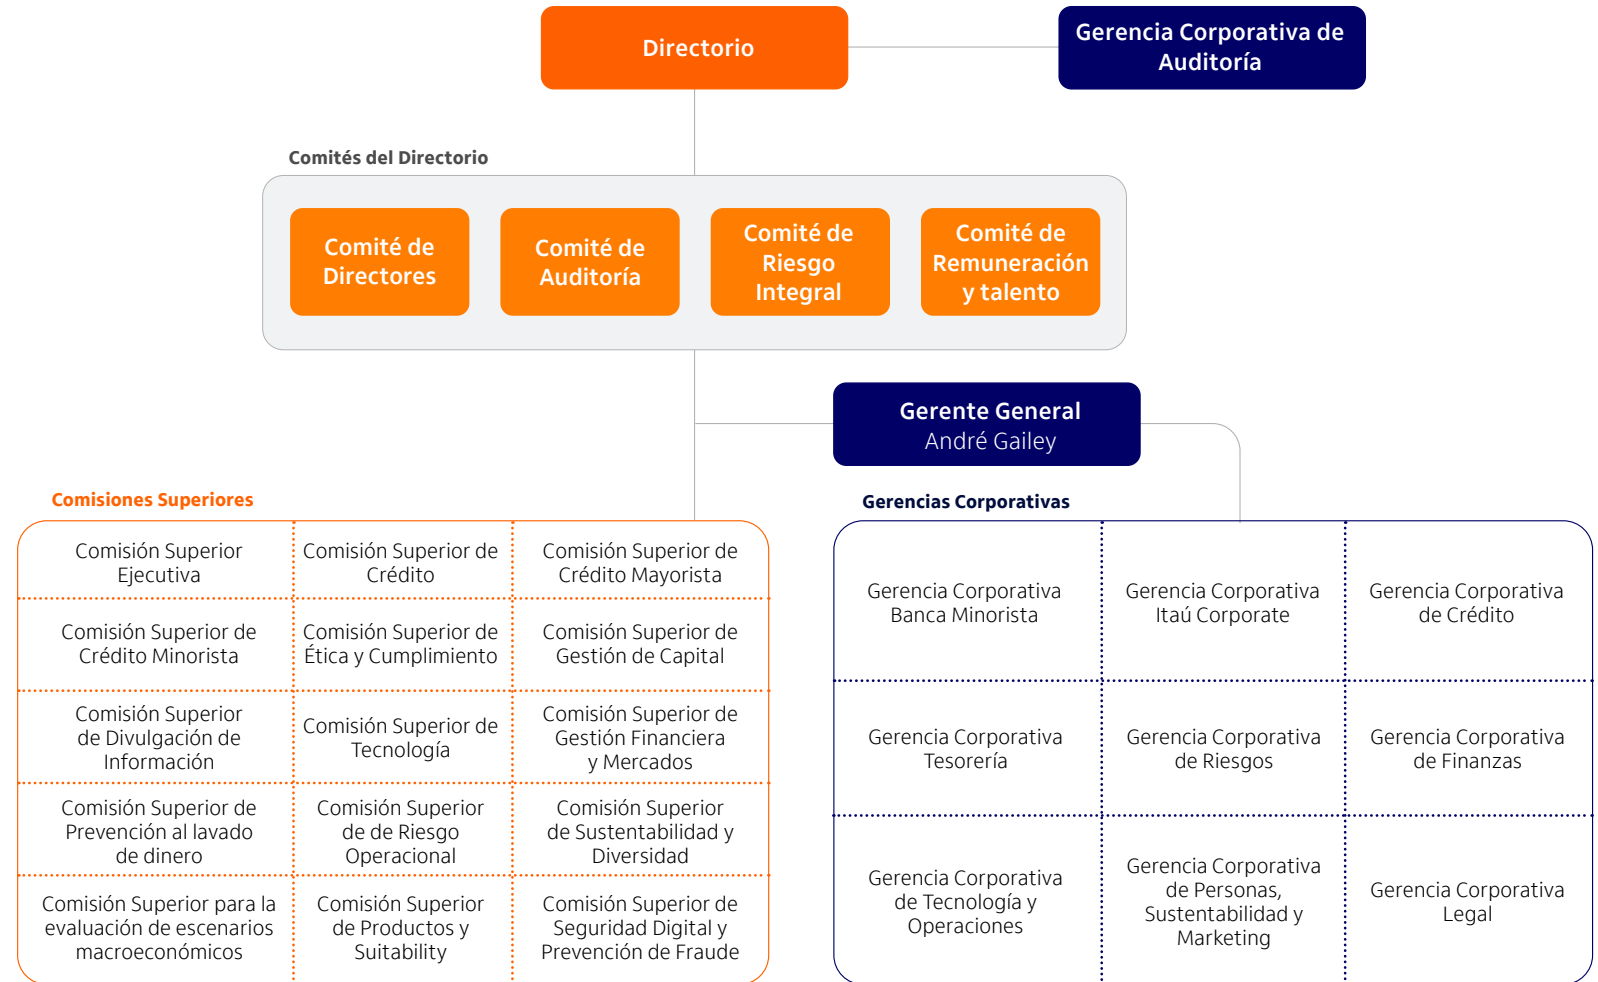 Directorio
Gerencia Corporativa de
Auditoría
Comités del Directorio
Comité de
Directores
Comité de
Auditoría
Comité de
Riesgo
Integral
Comité de
Remuneración
y talento
Gerente General
André Gailey
Comisiones Superiores
Comisión Superior
Ejecutiva
Comisión Superior de
Crédito
Comisión Superior de
Crédito Mayorista
Comisión Superior de
Crédito Minorista
Comisión Superior de
Ética y Cumplimiento
Comisión Superior de
Gestión de Capital
Comisión Superior
de Divulgación de
Información
Comisión Superior de
Tecnología
Comisión Superior de
Gestión Financiera
y Mercados
Comisión Superior de
Prevención al lavado
de dinero
Comisión Superior
de de Riesgo
Operacional
Comisión Superior
de Sustentabilidad y
Diversidad
Comisión Superior para la
evaluación de escenarios
macroeconómicos
Comisión Superior
de Productos y
Suitability
Comisión Superior de
Seguridad Digital y
Prevención de Fraude
Gerencias Corporativas
Gerencia Corporativa
Banca Minorista
Gerencia Corporativa
Itaú Corporate
Gerencia Corporativa
de Crédito
Gerencia Corporativa
Tesorería
Gerencia Corporativa
de Riesgos
Gerencia Corporativa
de Finanzas
Gerencia Corporativa
de Tecnología y
Operaciones
Gerencia Corporativa
de Personas,
Sustentabilidad y
Marketing
Gerencia Corporativa
Legal